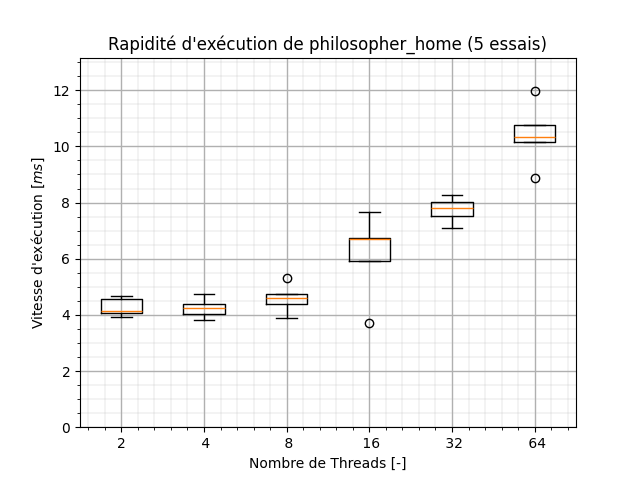 Rapidité d'exécution de philosopher_home (5 essais)
Vitesse d'exécution [ms]
12
10
8
6
4
2
0
2 4 8 16 32 64
Nombre de Threads [-]